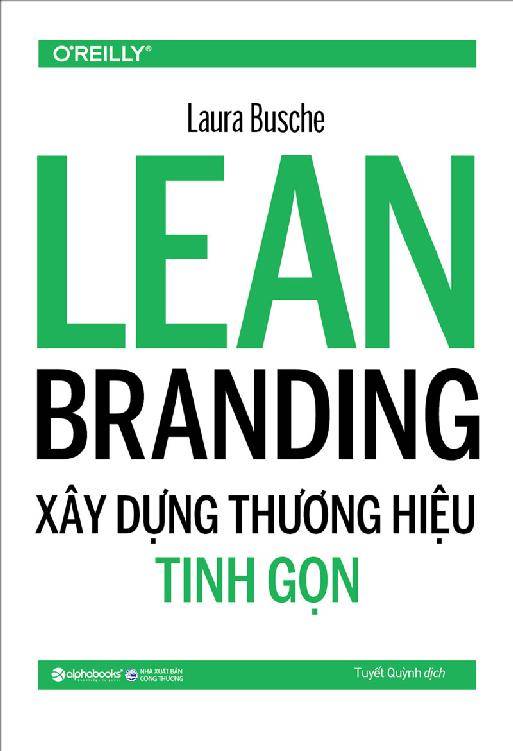 O'REILLY®
Laura Busche
LEAN
BRANDING
XÂY DỰNG THƯƠNG HIỆU
TINH GỌN
alphabooks®
NHÀ XUẤT BẢN
CÔNG THƯƠNG
Tuyết Quỳnh dịch